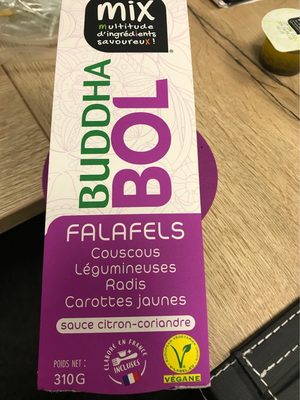 mix
multitude
d'ingrédients
savoureux!
BUDDHA
BOL
FALAFELS
Couscous
Légumineuses
Radis
Carottes jaunes
sauce citron-coriandre
POIDS NET :
310G
ÉLABORÉ EN FRANCE
INCLUSES
VEGANE